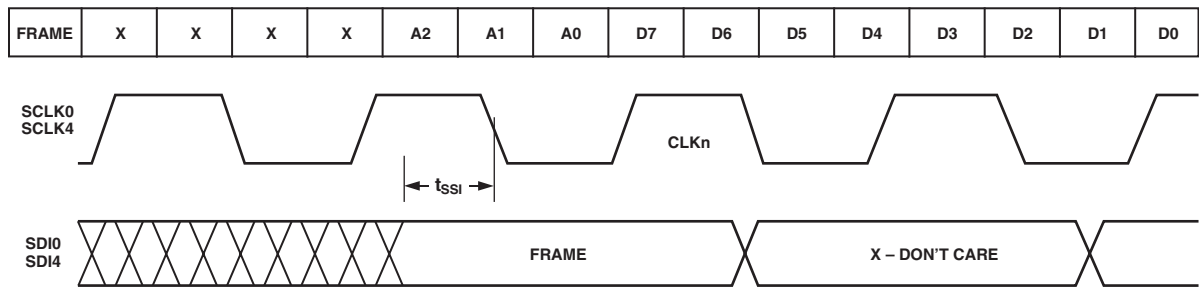 FRAME X X X X A2 A1 A0 D7 D6 D5 D4 D3 D2 D1 D0
SCLK0
SCLK4
CLKn
tSSI
SDI0
SDI4
FRAME
X – DON'T CARE